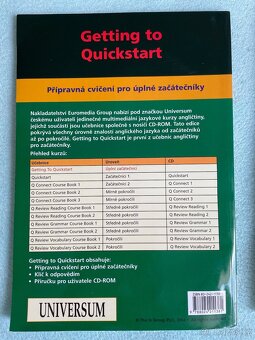 Getting to
Quickstart
Přípravná cvičení pro úplné začátečníky
Nakladatelství Euromedia Group nabízí pod značkou Universum
českému uživateli jedinečné multimediální jazykové kurzy angličtiny,
jejichž součástí jsou učebnice společně s nosiči CD-ROM. Tato edice
pokrývá všechny úrovně znalostí anglického jazyka od začátečníků
až po pokročilé. Getting to Quickstart je první z učebnic angličtiny
pro začátečníky.
Přehled kurzů:
Učebnice Úroveň CD
Getting To Quickstart Úplní začátečníci
Quickstart Začátečníci 1 Quickstart
Q Connect Course Book 1 Začátečníci 2 Q Connect 1
Q Connect Course Book 2 Mírně pokročilí Q Connect 2
Q Connect Course Book 3 Mírně pokročilí Q Connect 3
Q Review Reading Course Book 1 Středně pokročilí Q Review Reading 1
Q Review Reading Course Book 2 Středně pokročilí Q Review Reading 2
Q Review Grammar Course Book 1 Středně pokročilí Q Review Grammar 1
Q Review Grammar Course Book 2 Středně pokročilí Q Review Grammar 2
Q Review Vocabulary Course Book 1 Pokročilí Q Review Vocabulary 1
Q Review Vocabulary Course Book 2 Pokročilí Q Review Vocabulary 2
Getting to Quickstart obsahuje:
• Přípravná cvičení pro úplné začátečníky
• Klíč k odpovědím
• Příručku pro uživatele CD-ROM
UNIVERSUM